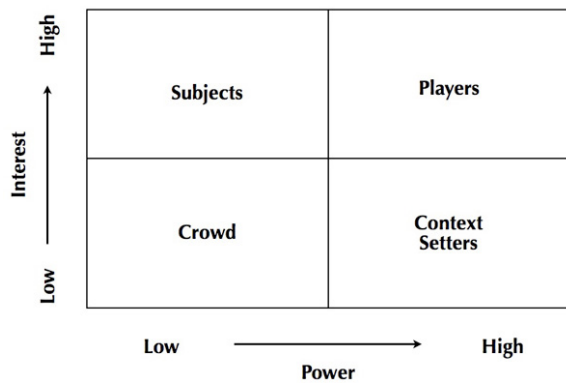 High
Subjects
Players
Interest
Crowd
Context
Setters
Low
Low
High
Power